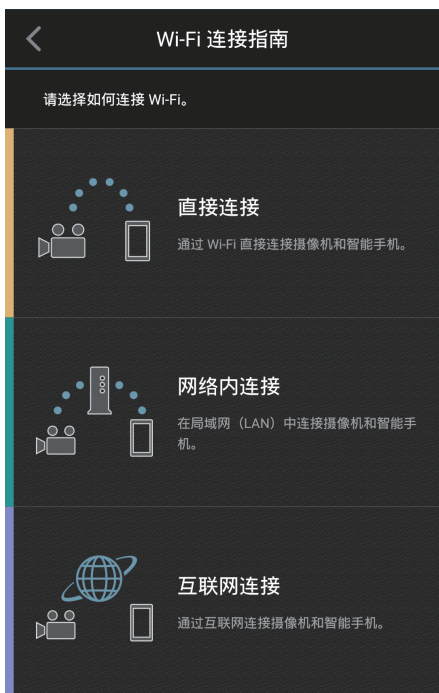 Wi-Fi 连接指南
请选择如何连接 Wi-Fi。
直接连接
通过 Wi-Fi 直接连接摄像机和智能手机。
网络内连接
在局域网（LAN）中连接摄像机和智能手
机。
互联网连接
通过互联网连接摄像机和智能手机。